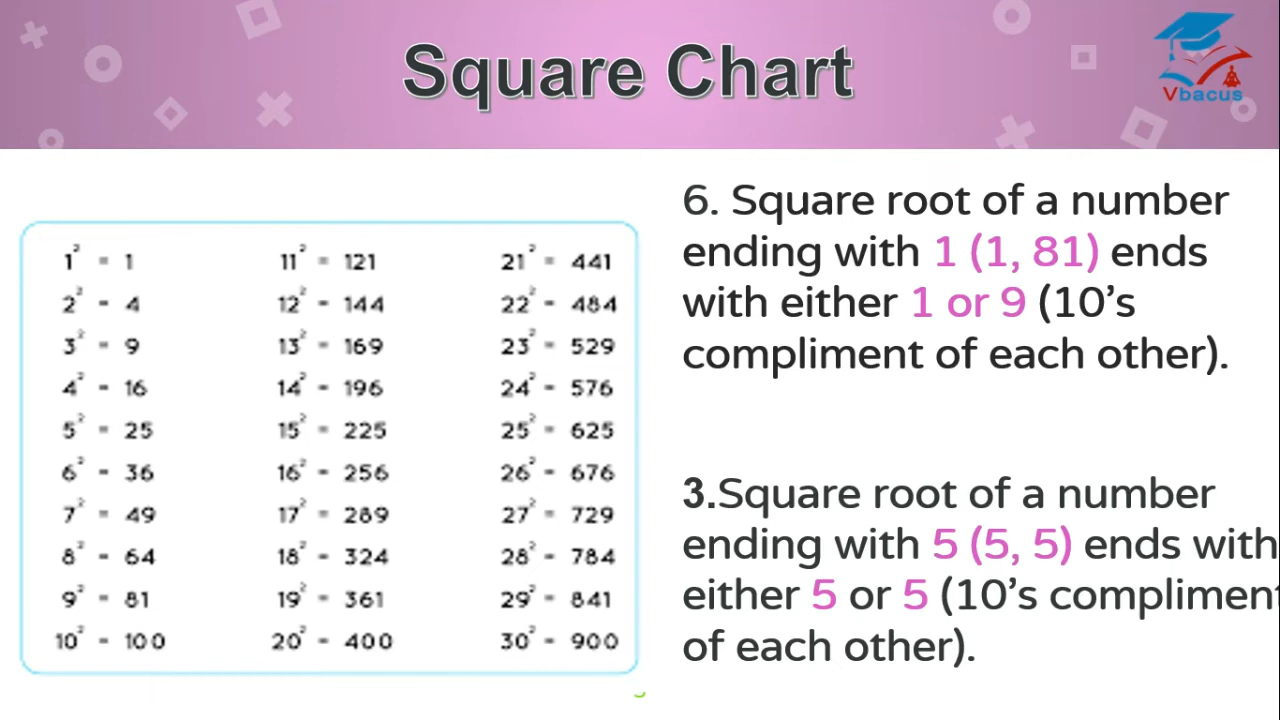 Square Chart
Vbacus
1² = 1
2² = 4
3² = 9
4² = 16
5² = 25
6² = 36
7² = 49
8² = 64
9² = 81
10² = 100
11² = 121
12² = 144
13² = 169
14² = 196
15² = 225
16² = 256
17² = 289
18² = 324
19² = 361
20² = 400
21² = 441
22² = 484
23² = 529
24² = 576
25² = 625
26² = 676
27² = 729
28² = 784
29² = 841
30² = 900
6. Square root of a number
ending with 1 (1, 81) ends
with either 1 or 9 (10's
compliment of each other).
3.Square root of a number
ending with 5 (5, 5) ends with
either 5 or 5 (10's compliment
of each other).